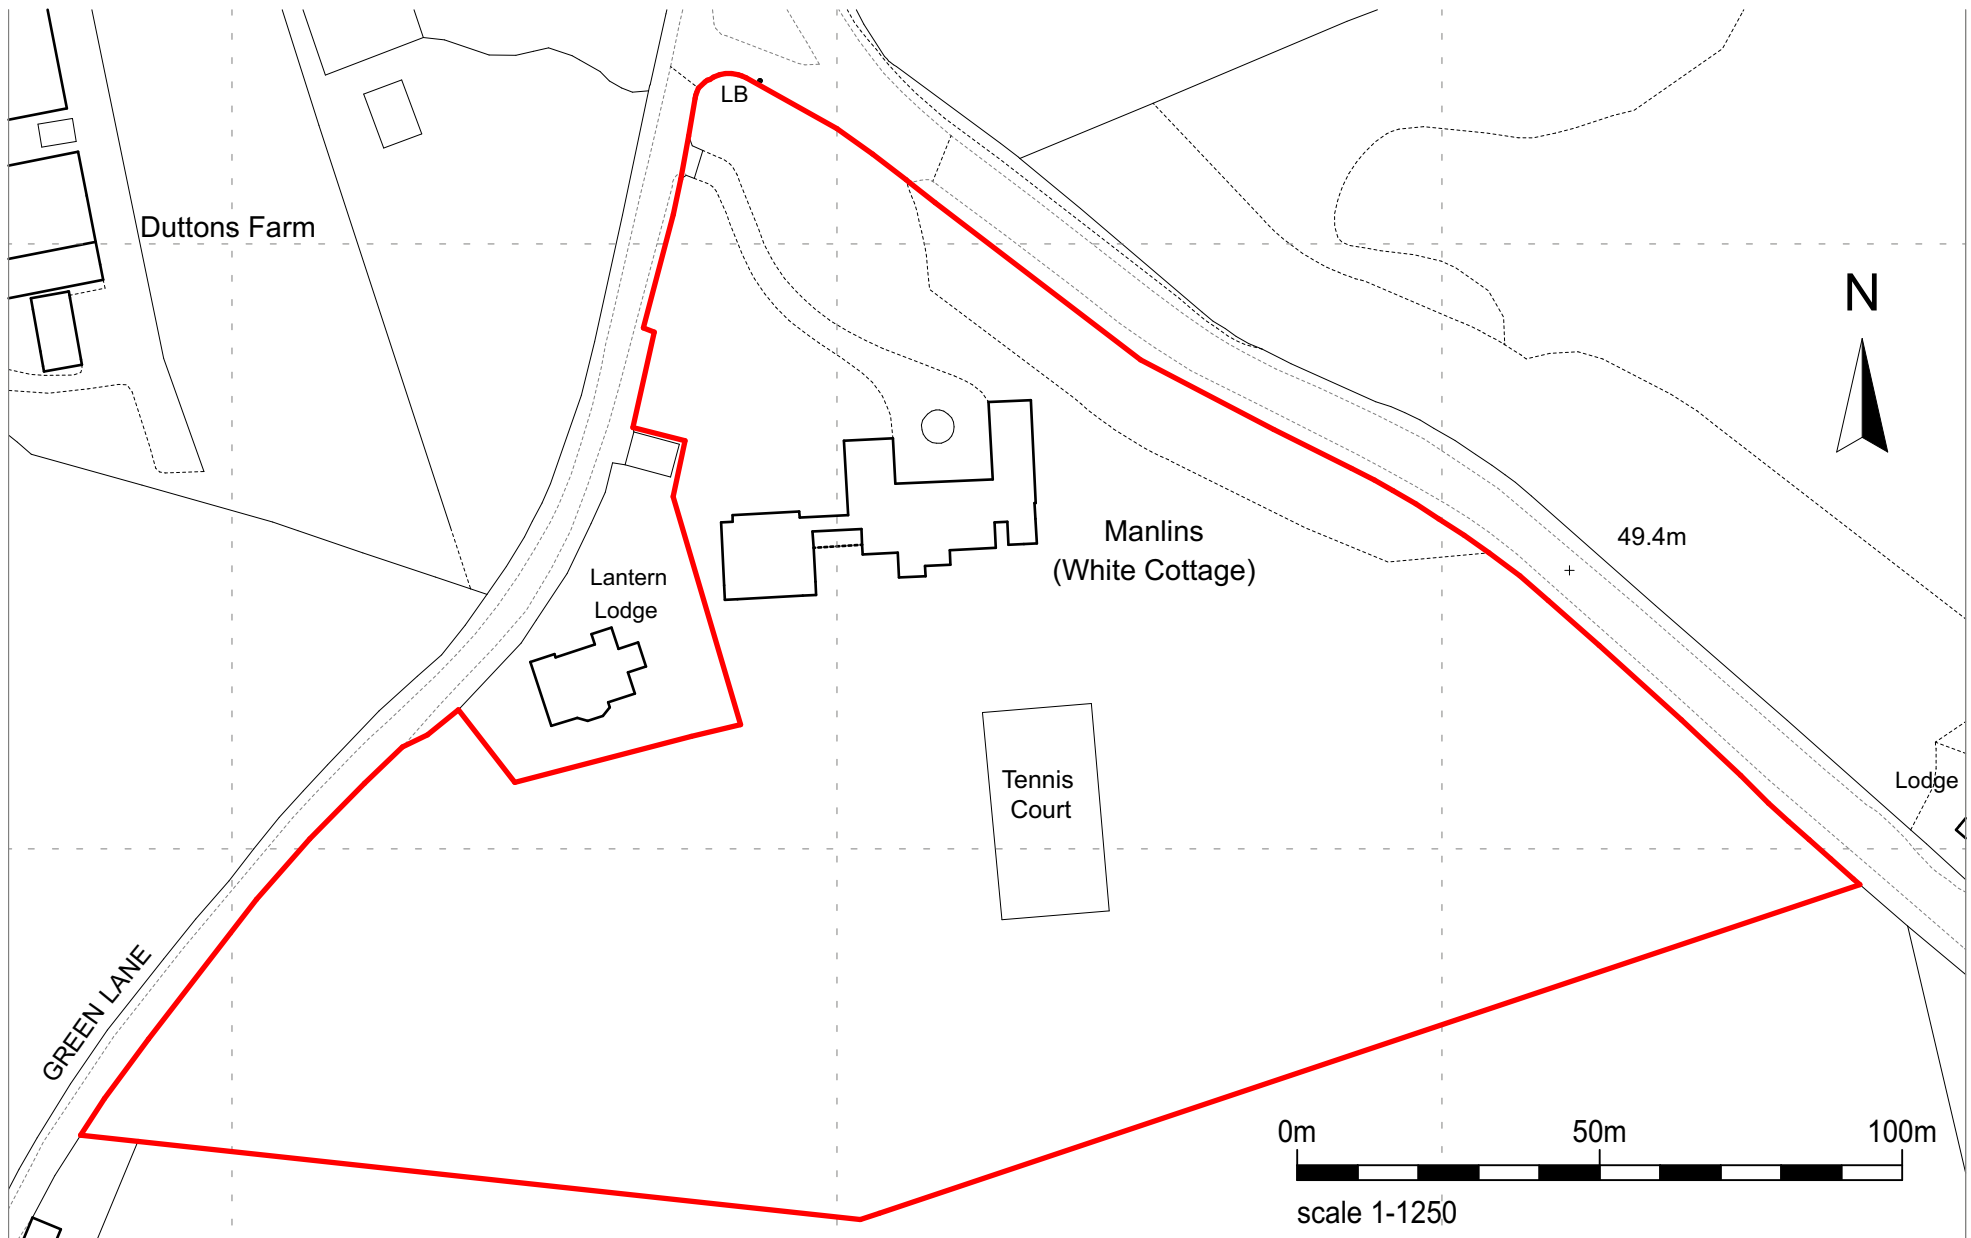 LB
Duttons Farm
N
Manlins
(White Cottage)
49.4m
Lantern
Lodge
Tennis
Court
Lodge
GREEN LANE
0m 50m 100m
scale 1-1250